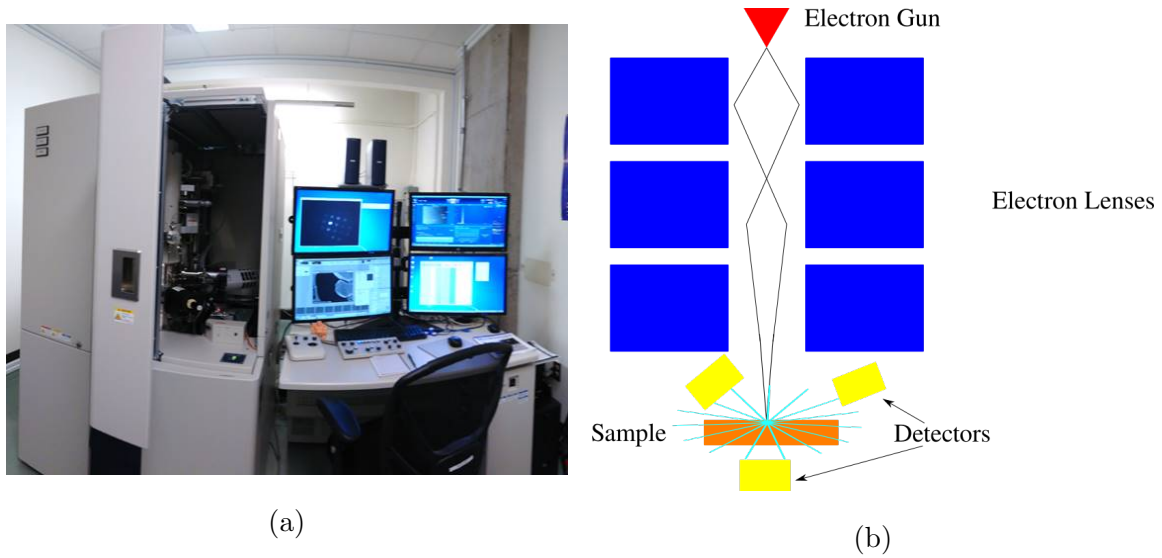 Electron Gun
Electron Lenses
Sample
Detectors
(a)
(b)